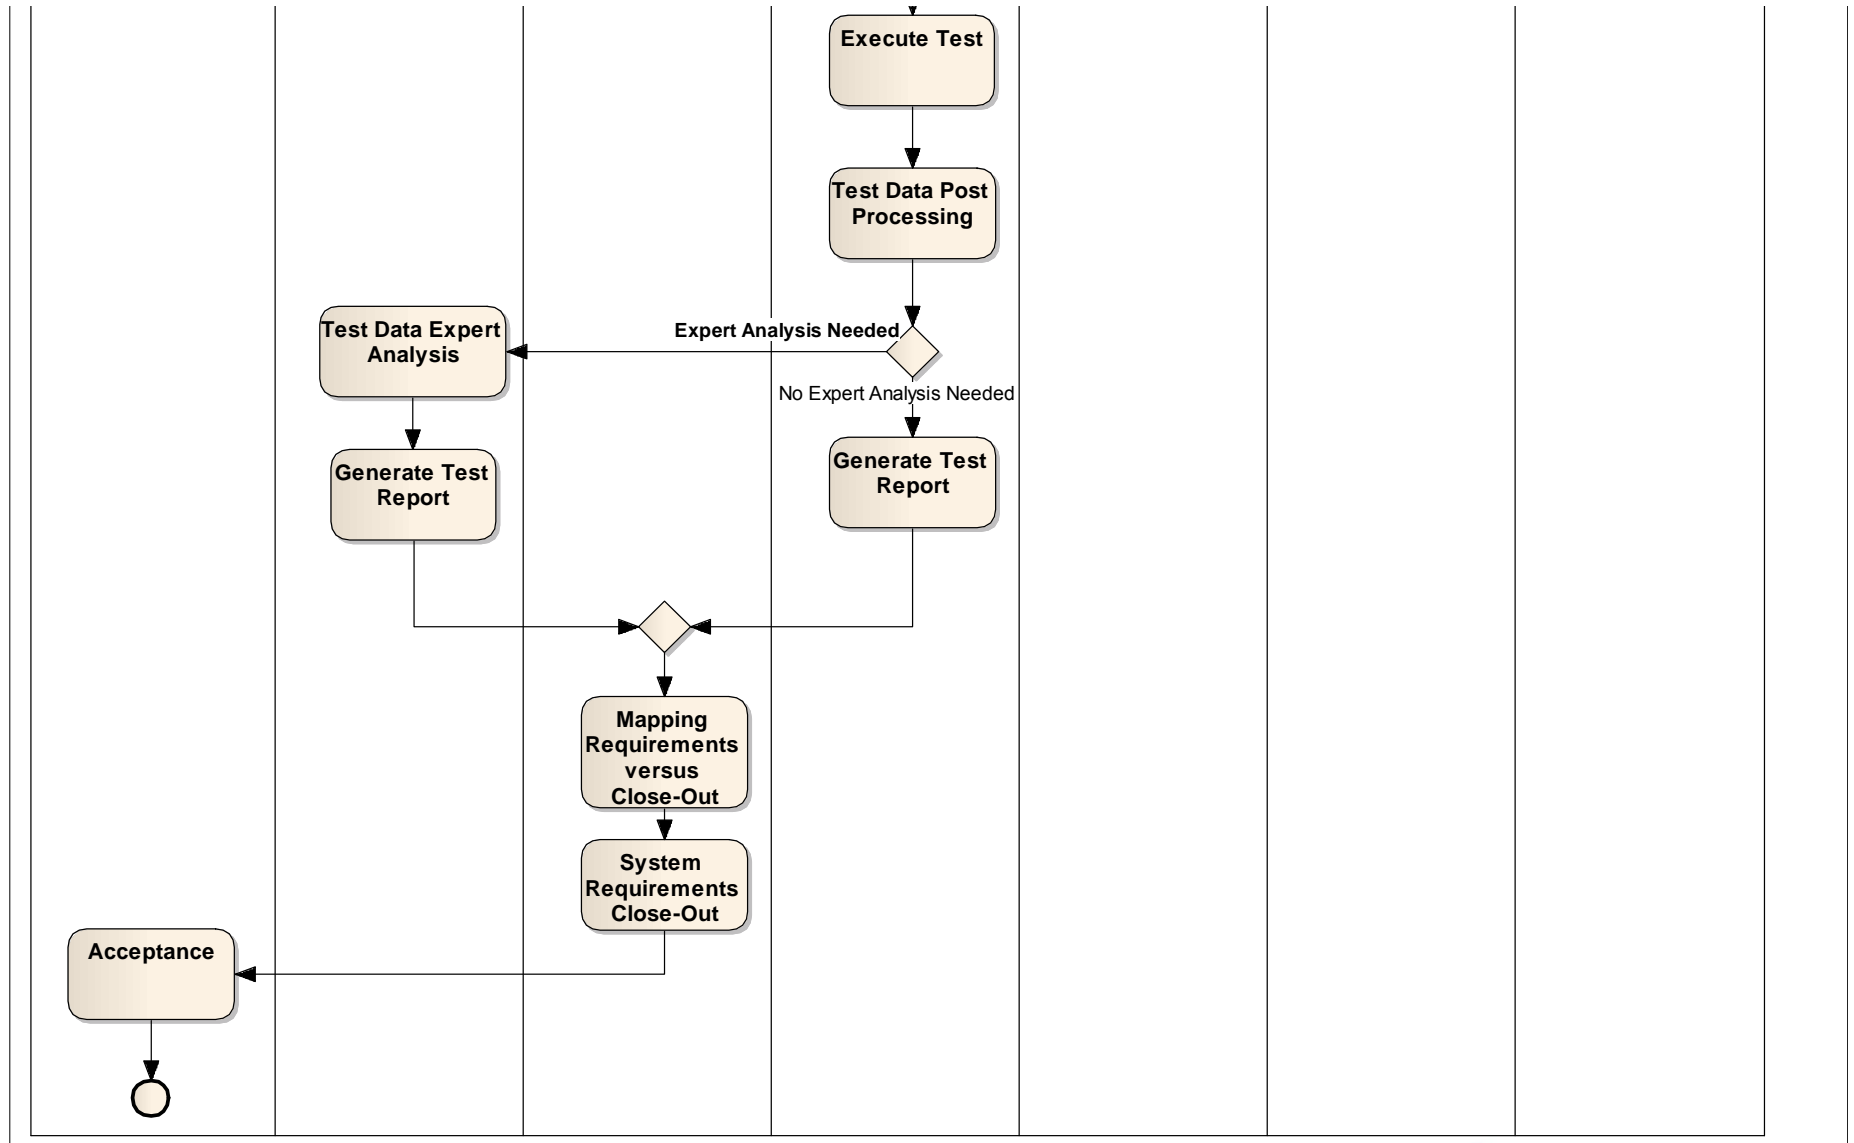 Execute Test
Test Data Post
Processing
Expert Analysis Needed
Test Data Expert
Analysis
No Expert Analysis Needed
Generate Test
Report
Generate Test
Report
Mapping
Requirements
versus
Close-Out
System
Requirements
Close-Out
Acceptance